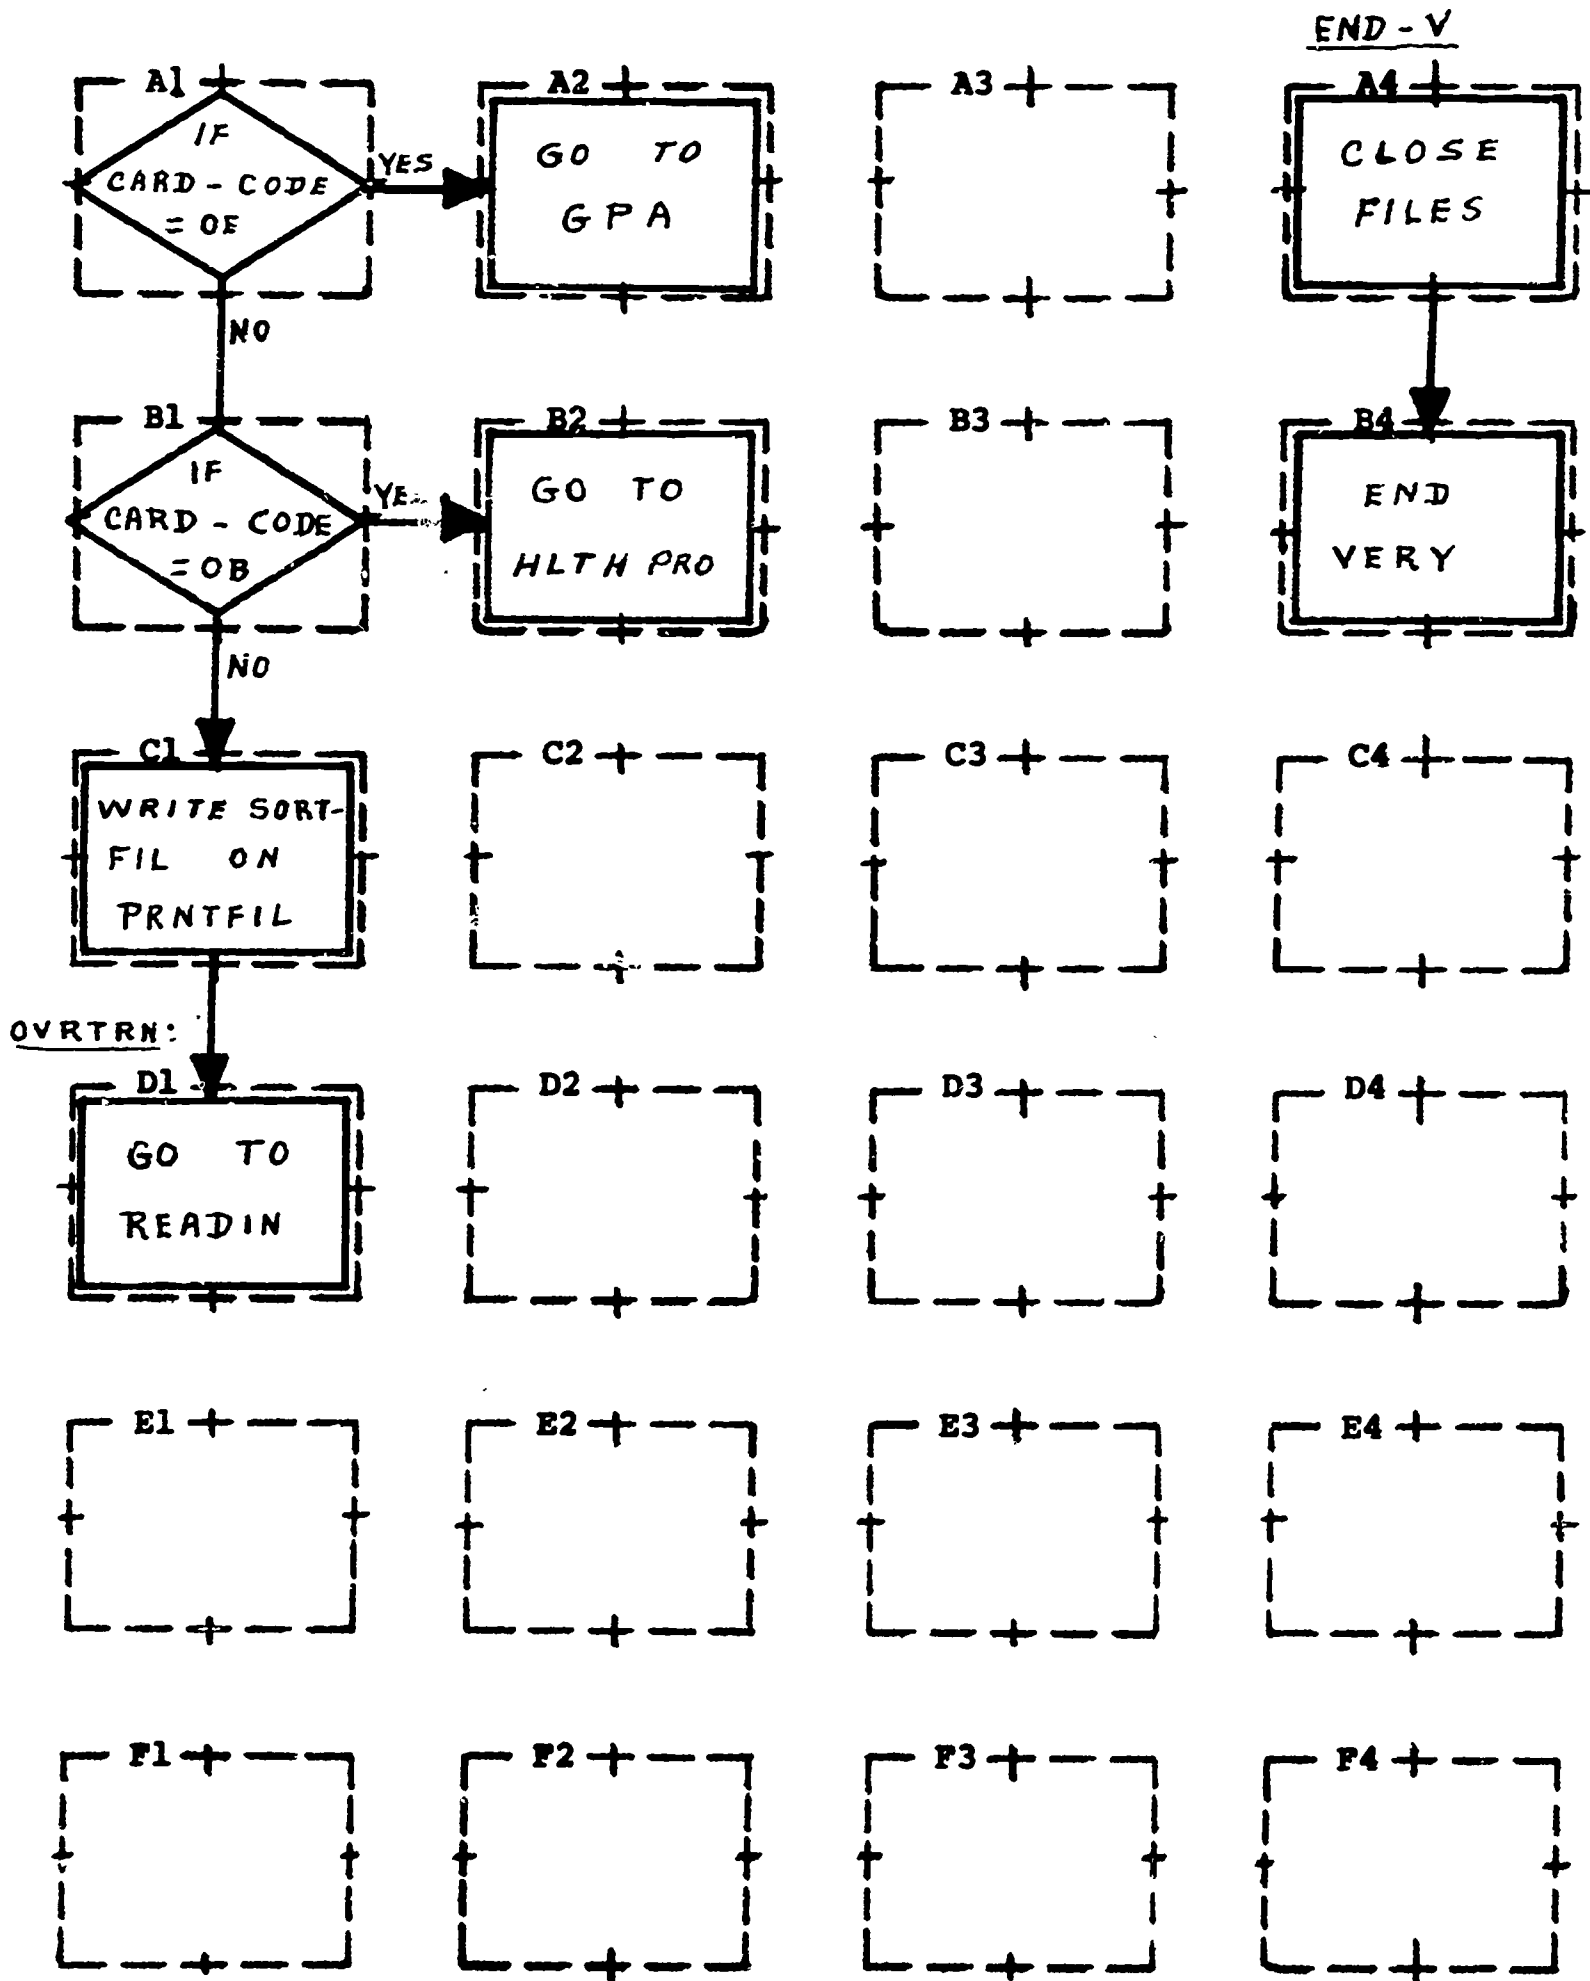 END - V
A1
IF
CARD - CODE
= OE
YES
A2
GO TO
GPA
A3
A4
CLOSE
FILES
NO
B1
IF
CARD - CODE
= OB
B2
GO TO
HLTH PRO
B3
B4
END
VERY
NO
C1
WRITE SORT-
FIL ON
PRNTFIL
C2
C3
C4
OVRTRN:
D1
GO TO
READIN
D2
D3
D4
E1
E2
E3
E4
F1
F2
F3
F4